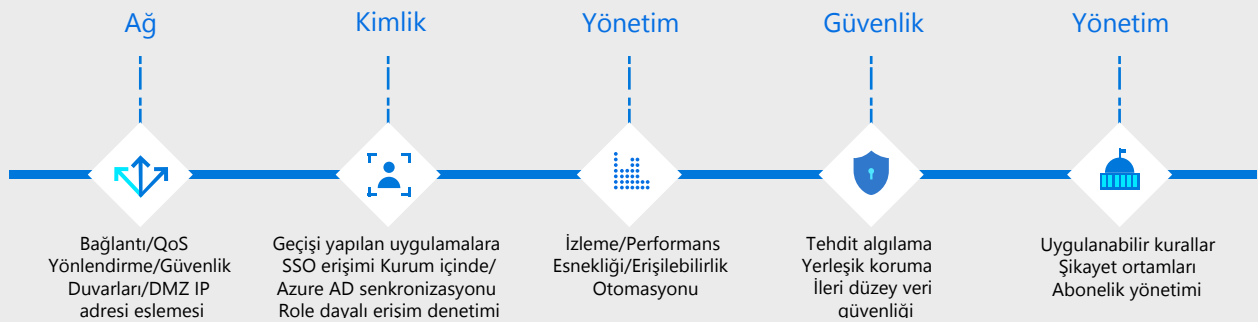 Ağ
Bağlantı/QoS
Yönlendirme/Güvenlik
Duvarları/DMZ IP
adresi eşlemesi
Kimlik
Geçişi yapılan uygulamalara
SSO erişimi Kurum içinde/
Azure AD senkronizasyonu
Role dayalı erişim denetimi
Yönetim
İzleme/Performans
Esnekliği/Erişilebilirlik
Otomasyonu
Güvenlik
Tehdit algılama
Yerleşik koruma
İleri düzey veri
güvenliği
Yönetim
Uygulanabilir kurallar
Şikayet ortamları
Abonelik yönetimi